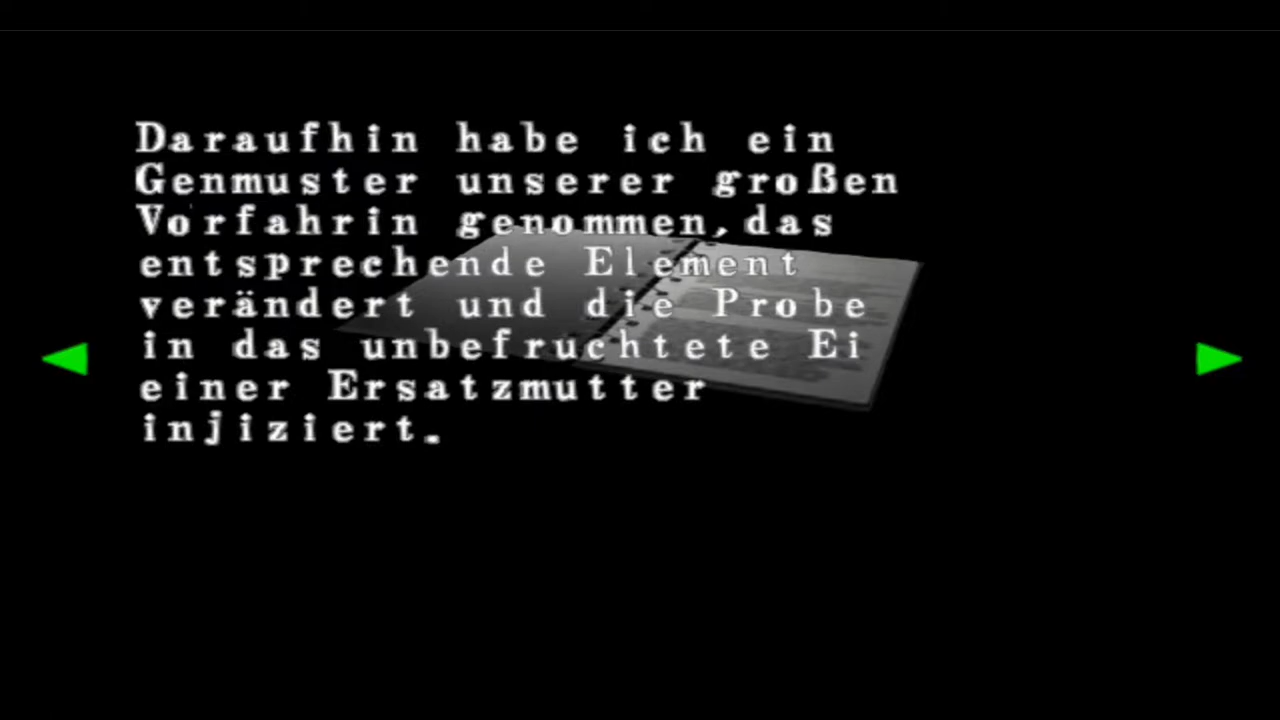 Daraufhin habe ich ein
Genmuster unserer großen
Vorfahrin genommen,das
entsprechende Element
verändert und die Probe
in das unbefruchtete Ei
einer Ersatzmutter
injiziert.